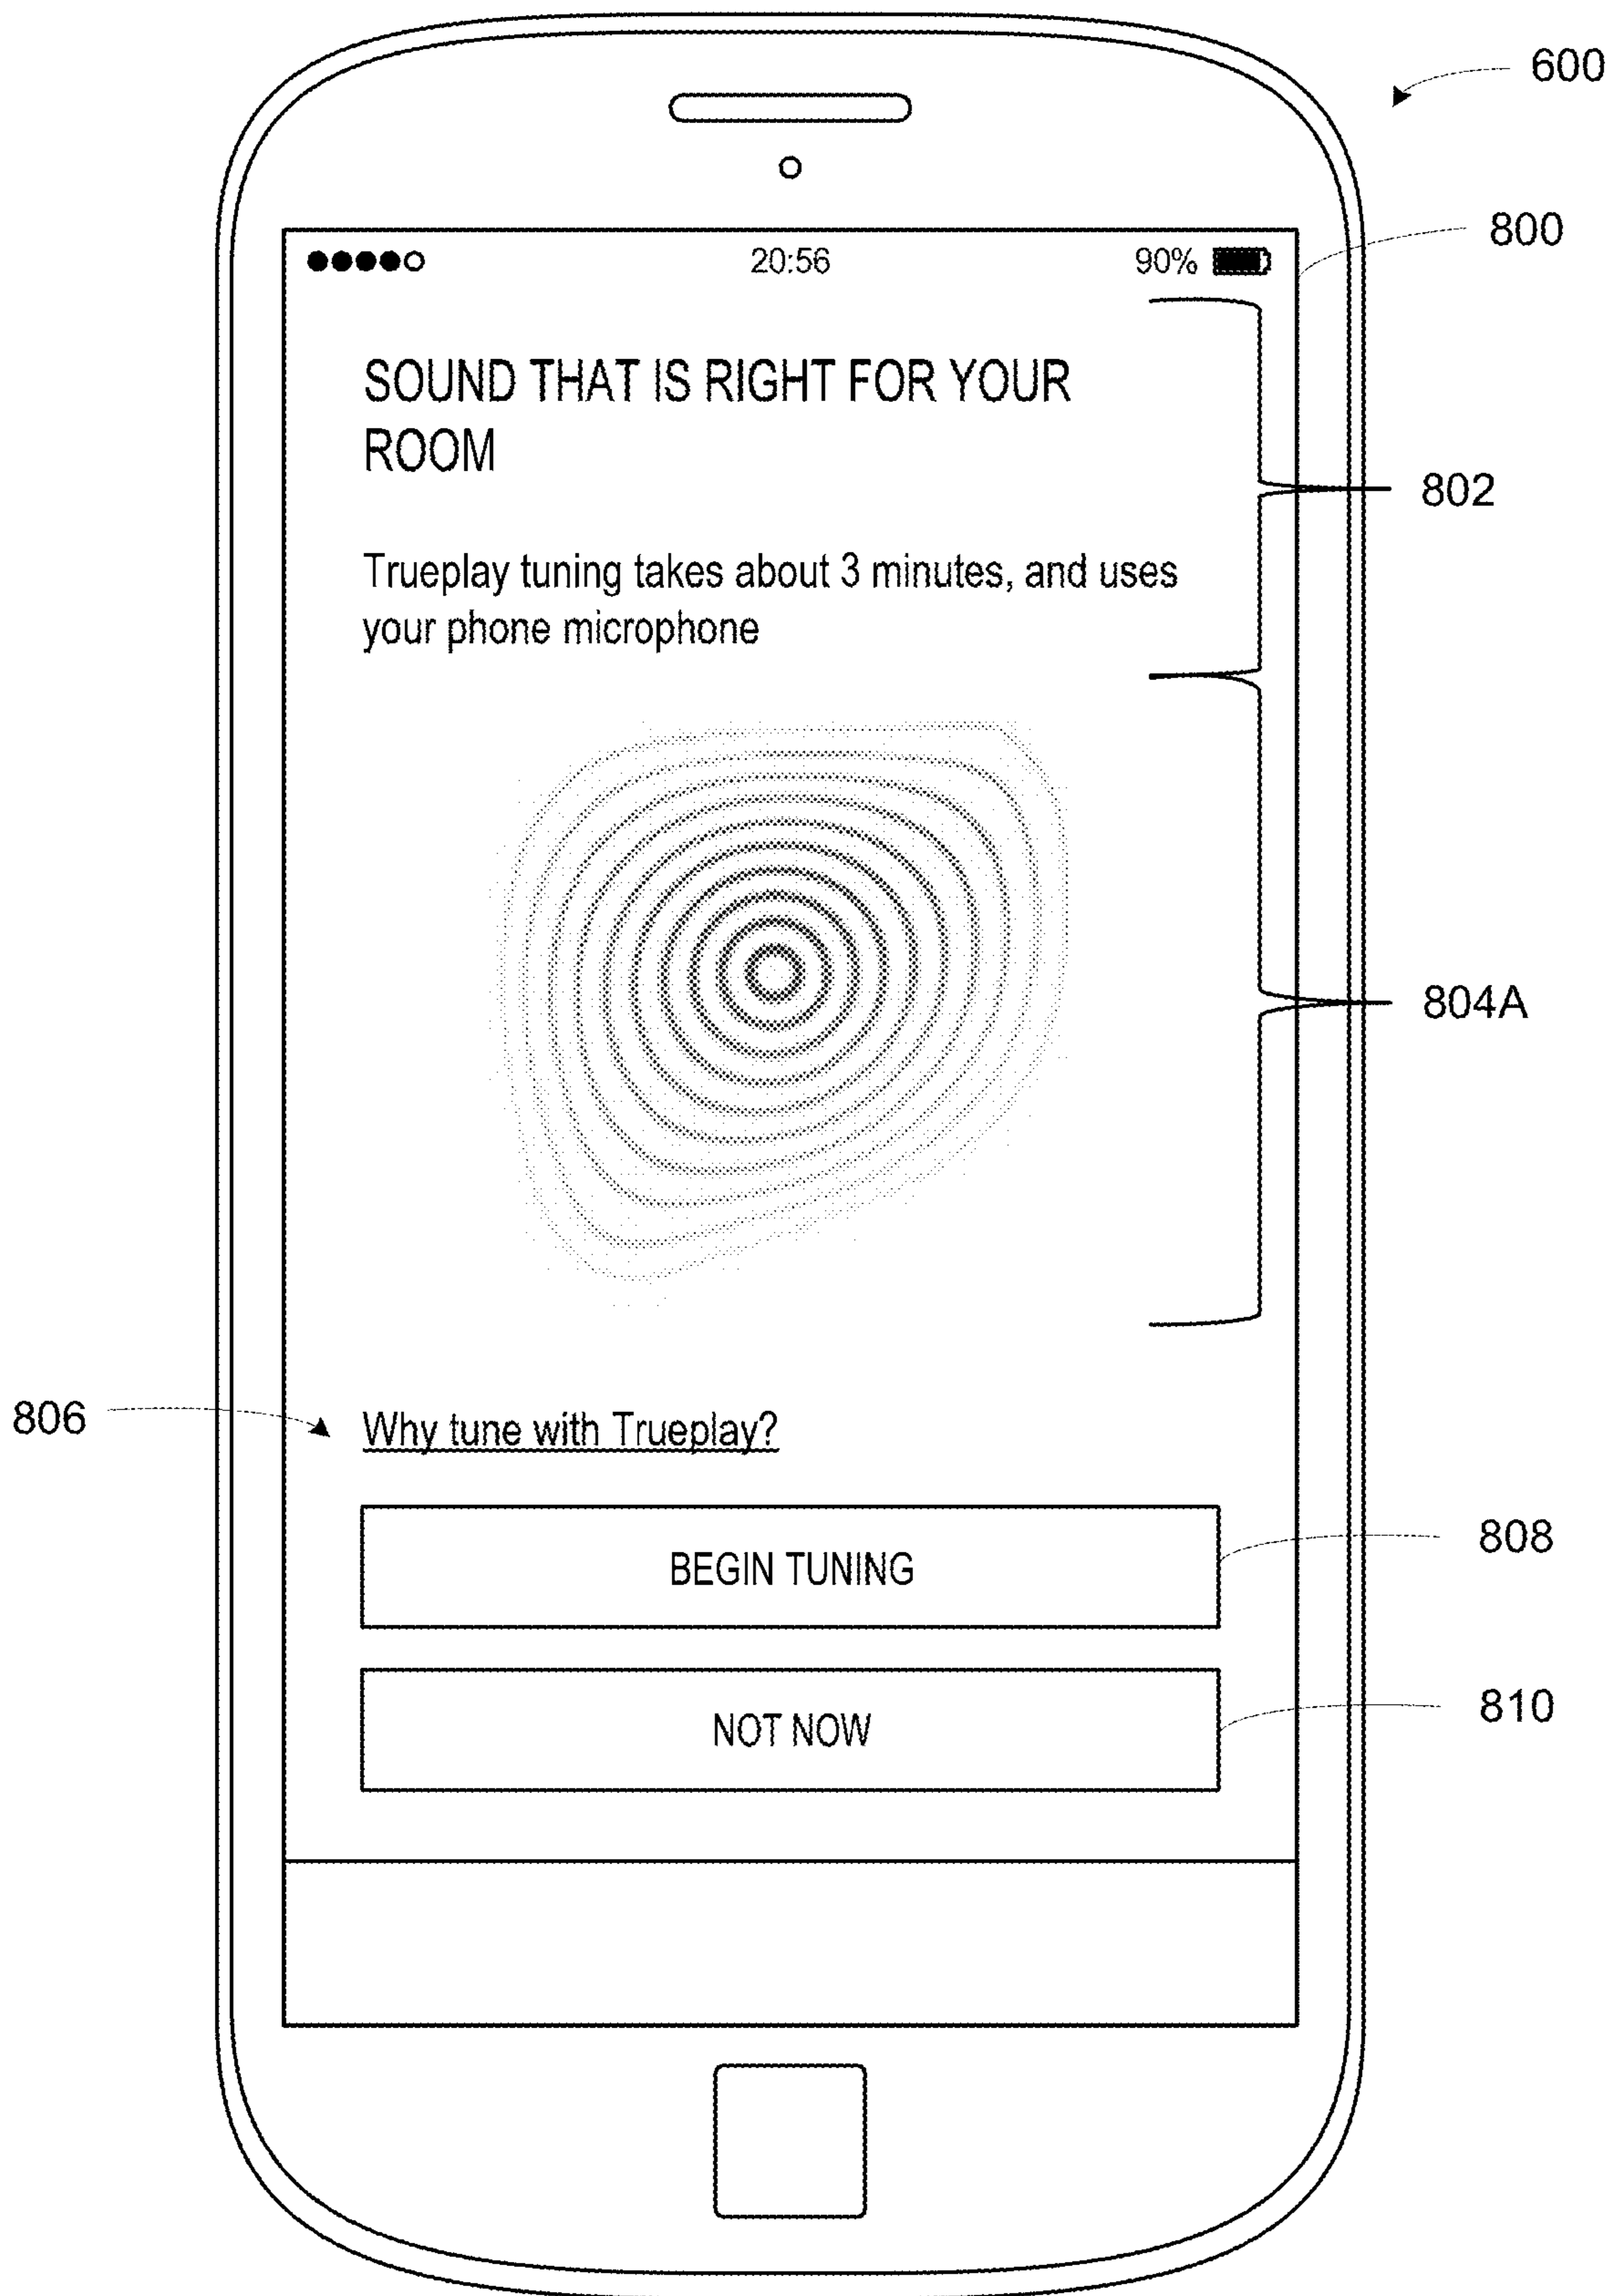 600
800
20:56 90%
SOUND THAT IS RIGHT FOR YOUR
ROOM
802
Trueplay tuning takes about 3 minutes, and uses
your phone microphone
804A
806
Why tune with Trueplay?
BEGIN TUNING
808
NOT NOW
810